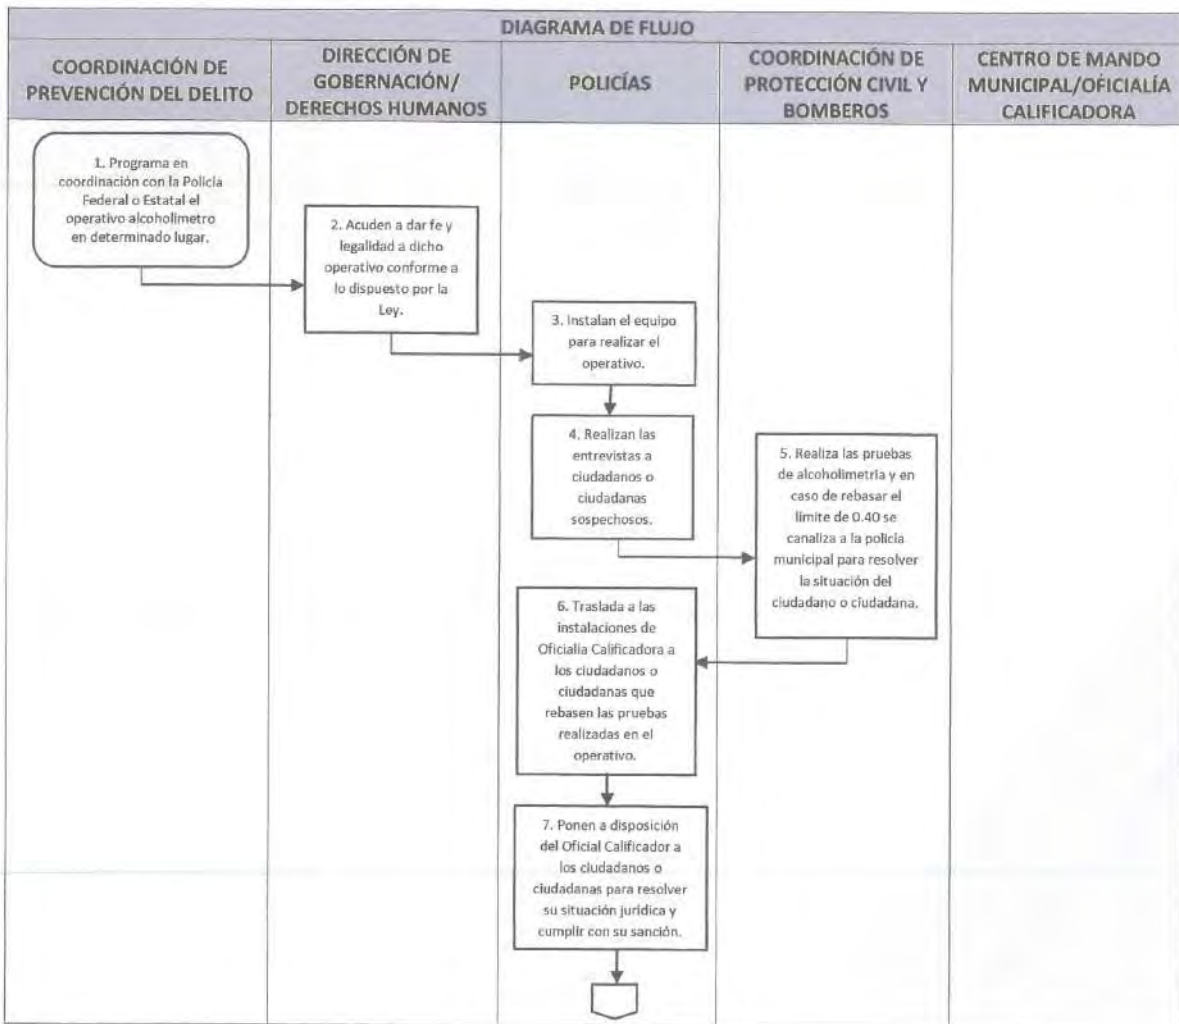 DIAGRAMA DE FLUJO
COORDINACIÓN DE
PREVENCIÓN DEL DELITO
DIRECCIÓN DE
GOBERNACIÓN/
DERECHOS HUMANOS
POLICÍAS
COORDINACIÓN DE
PROTECCIÓN CIVIL Y
BOMBEROS
CENTRO DE MANDO
MUNICIPAL/OFICIALÍA
CALIFICADORA
1. Programa en
coordinación con la Policía
Federal o Estatal el
operativo alcoholímetro
en determinado lugar.
2. Acuden a dar fe y
legalidad a dicho
operativo conforme a
lo dispuesto por la
Ley.
3. Instalan el equipo
para realizar el
operativo.
4. Realizan las
entrevistas a
ciudadanos o
ciudadanas
sospechosos.
5. Realiza las pruebas
de alcoholimetría y en
caso de rebasar el
límite de 0.40 se
canaliza a la policía
municipal para resolver
la situación del
ciudadano o ciudadana.
6. Traslada a las
instalaciones de
Oficialía Calificadora a
los ciudadanos o
ciudadanas que
rebasen las pruebas
realizadas en el
operativo.
7. Ponen a disposición
del Oficial Calificador a
los ciudadanos o
ciudadanas para resolver
su situación jurídica y
cumplir con su sanción.